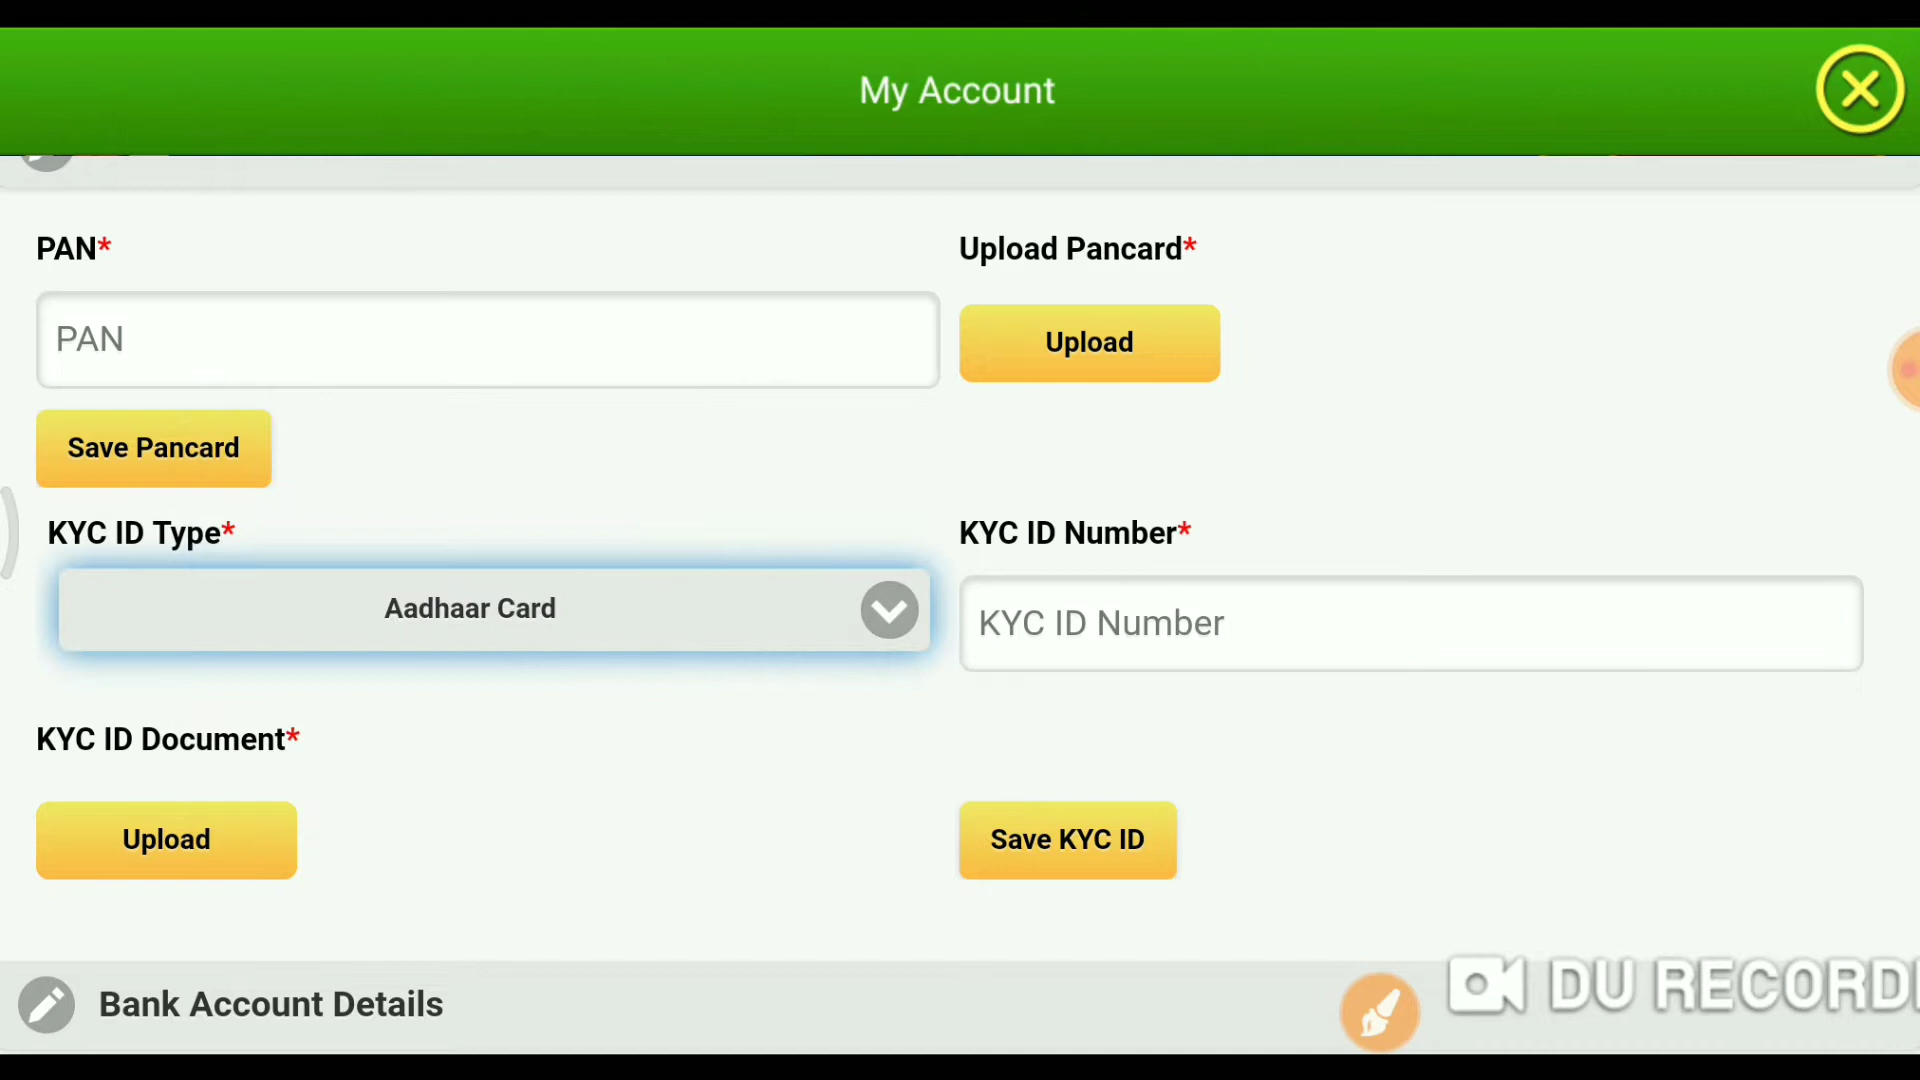 My Account
PAN*
Upload Pancard*
PAN
Upload
Save Pancard
KYC ID Type*
KYC ID Number*
Aadhaar Card
KYC ID Number
KYC ID Document*
Upload
Save KYC ID
Bank Account Details
DU RECORD